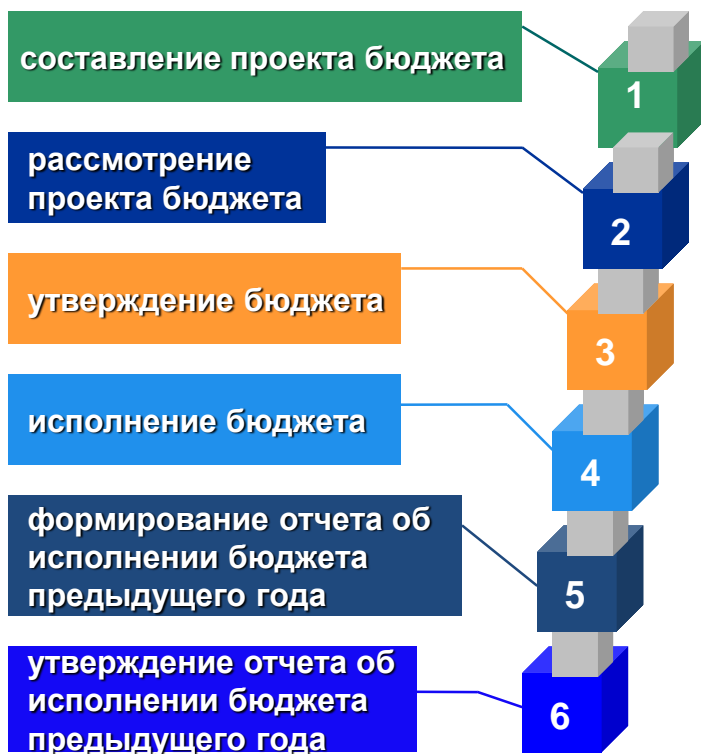 составление проекта бюджета
1
рассмотрение
проекта бюджета
2
утверждение бюджета
3
исполнение бюджета
4
формирование отчета об
исполнении бюджета
предыдущего года
5
утверждение отчета об
исполнении бюджета
предыдущего года
6